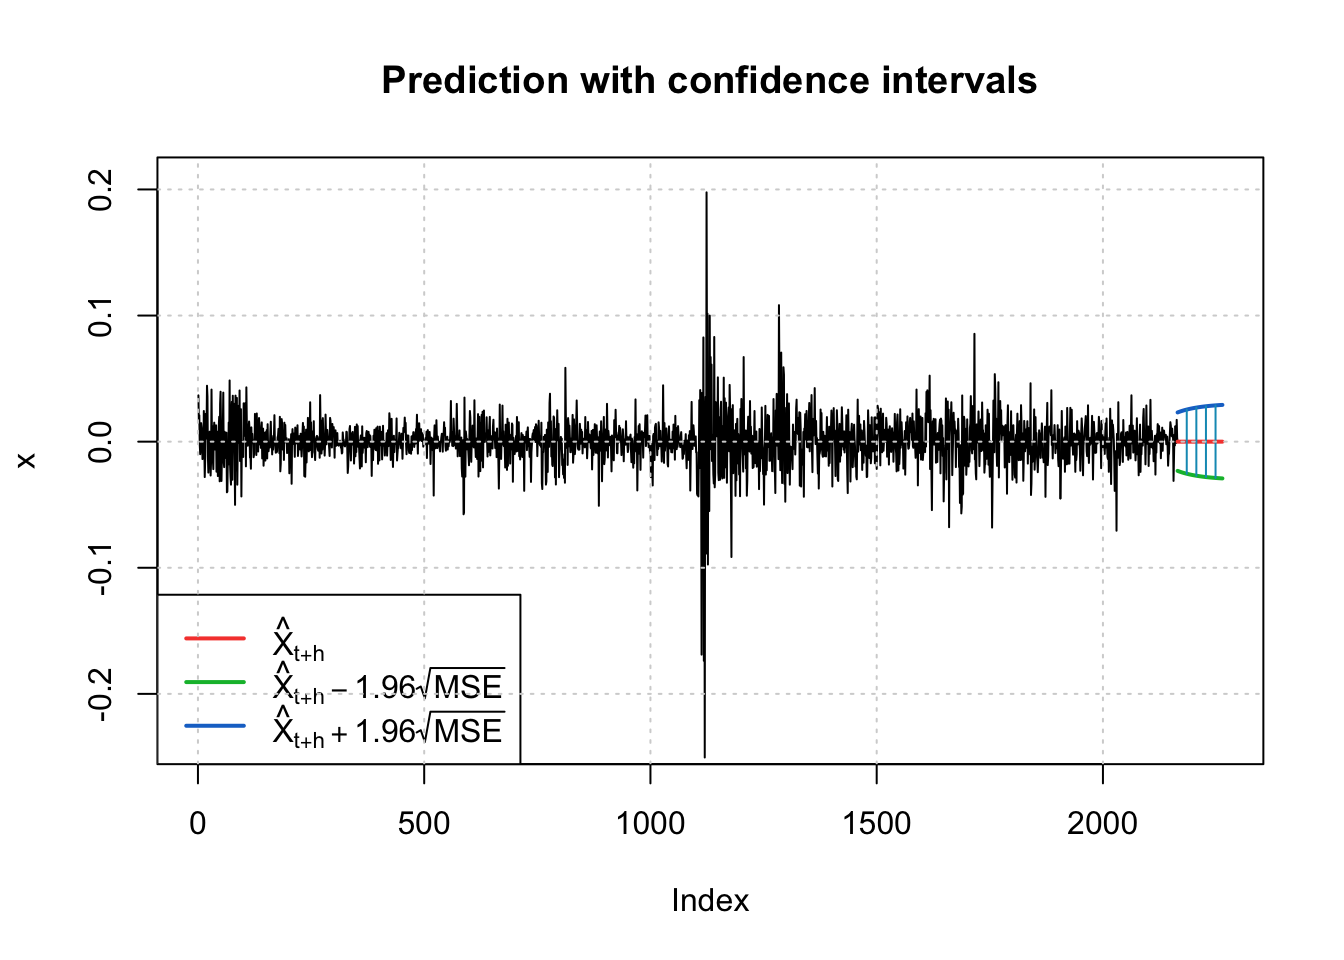 Prediction with confidence intervals
x
0.2
0.1
0.0
-0.1
-0.2
X̂t+h
X̂t+h − 1.96√MSE
X̂t+h + 1.96√MSE
0 500 1000 1500 2000
Index